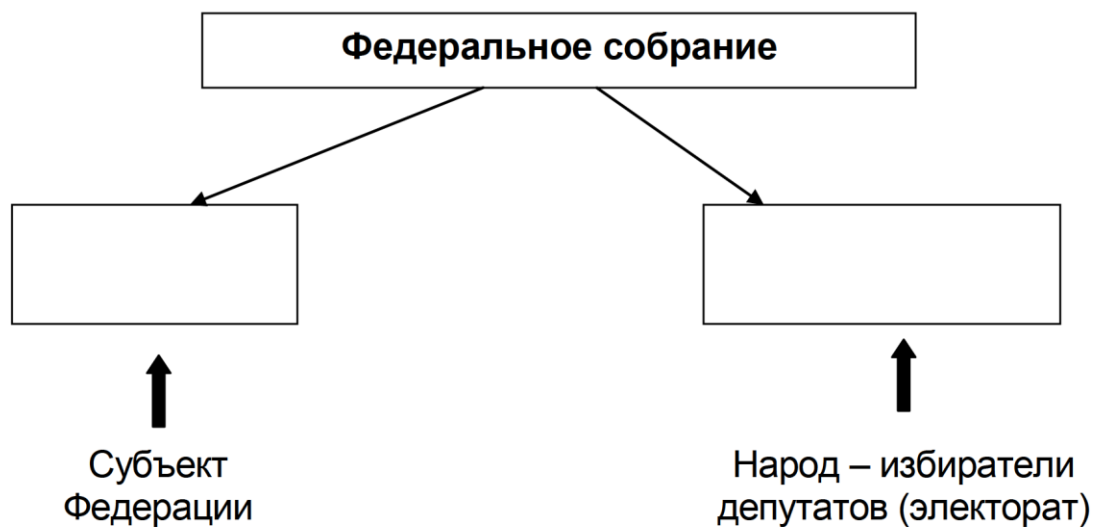 Федеральное собрание
Субъект
Федерации
Народ – избиратели
депутатов (электорат)